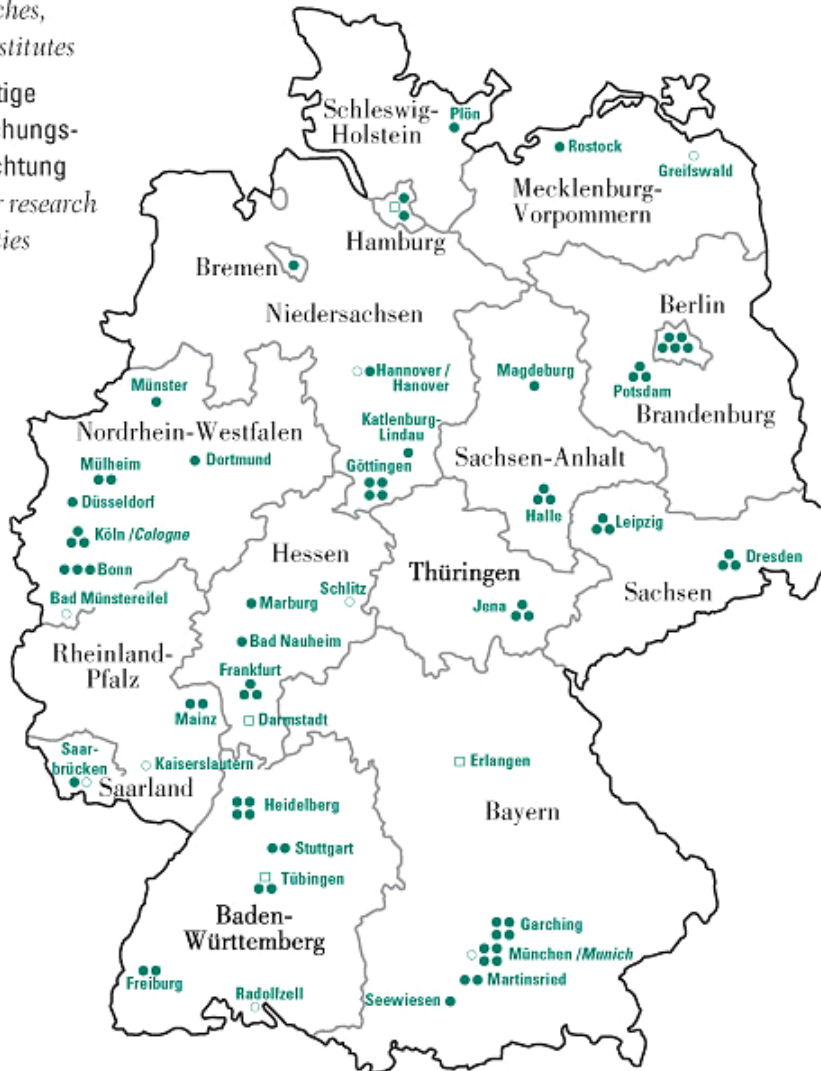 ches,
stitutes
tige
chungs-
chtung
r research
ies
Schleswig-
Holstein
Plön
Rostock
Greifswald
Mecklenburg-
Vorpommern
Hamburg
Bremen
Niedersachsen
Berlin
Hannover /
Hanover
Magdeburg
Potsdam
Brandenburg
Münster
Nordrhein-Westfalen
Katlenburg-
Lindau
Mülheim
Dortmund
Göttingen
Sachsen-Anhalt
Düsseldorf
Halle
Leipzig
Köln /Cologne
Hessen
Thüringen
Dresden
Bonn
Sachsen
Bad Münstereifel
Schlitz
Marburg
Jena
Bad Nauheim
Rheinland-
Pfalz
Frankfurt
Mainz
Darmstadt
Saar-
brücken
Kaiserslautern
Saarland
Erlangen
Heidelberg
Bayern
Stuttgart
Tübingen
Baden-
Württemberg
Garching
München /Munich
Martinsried
Freiburg
Radolfzell
Seewiesen